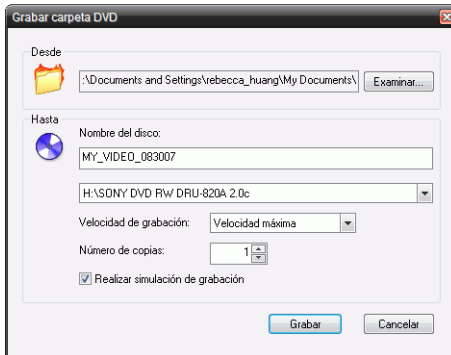 Grabar carpeta DVD
Desde
:\Documents and Settings\rebecca_huang\My Documents\
Examinar...
Hasta
Nombre del disco:
MY_VIDEO_083007
H:\SONY DVD RW DRU-820A 2.0c
Velocidad de grabación: Velocidad máxima
Número de copias: 1
Realizar simulación de grabación
Grabar Cancelar